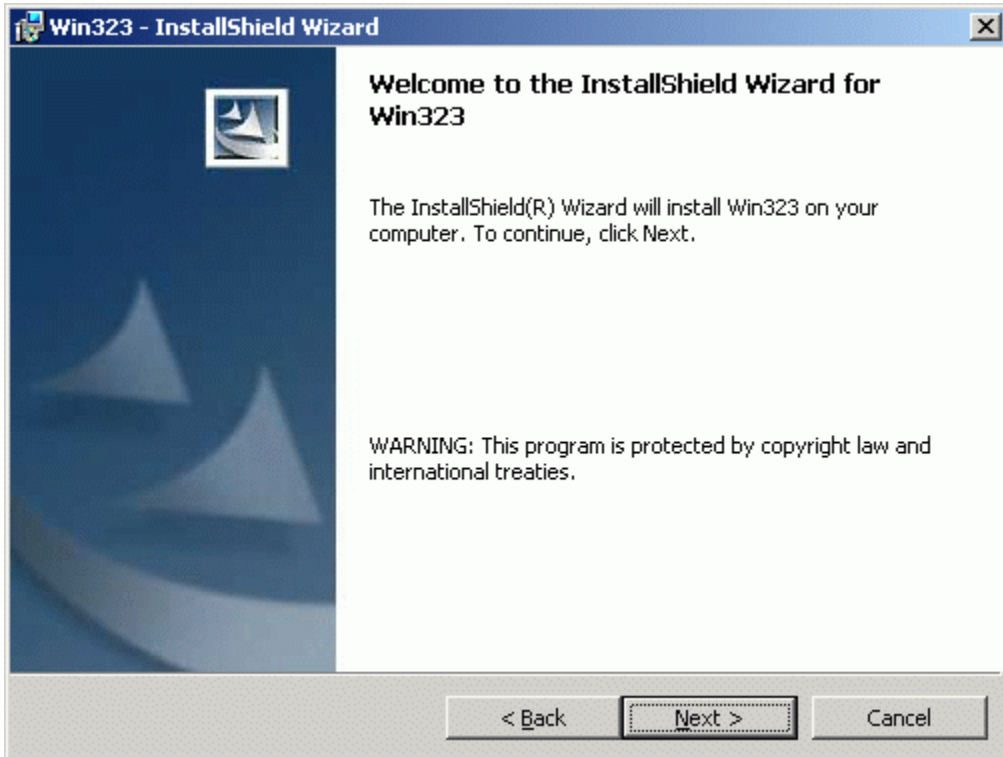 Win323 - InstallShield Wizard
Welcome to the InstallShield Wizard for
Win323
The InstallShield(R) Wizard will install Win323 on your
computer. To continue, click Next.
WARNING: This program is protected by copyright law and
international treaties.
< Back
Next >
Cancel